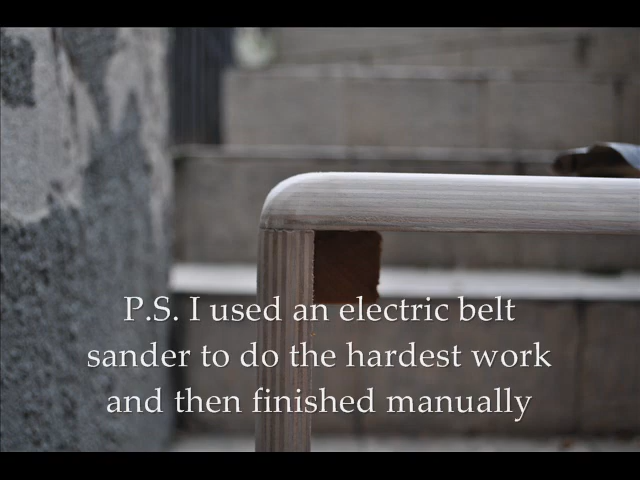 P.S. I used an electric belt
sander to do the hardest work
and then finished manually